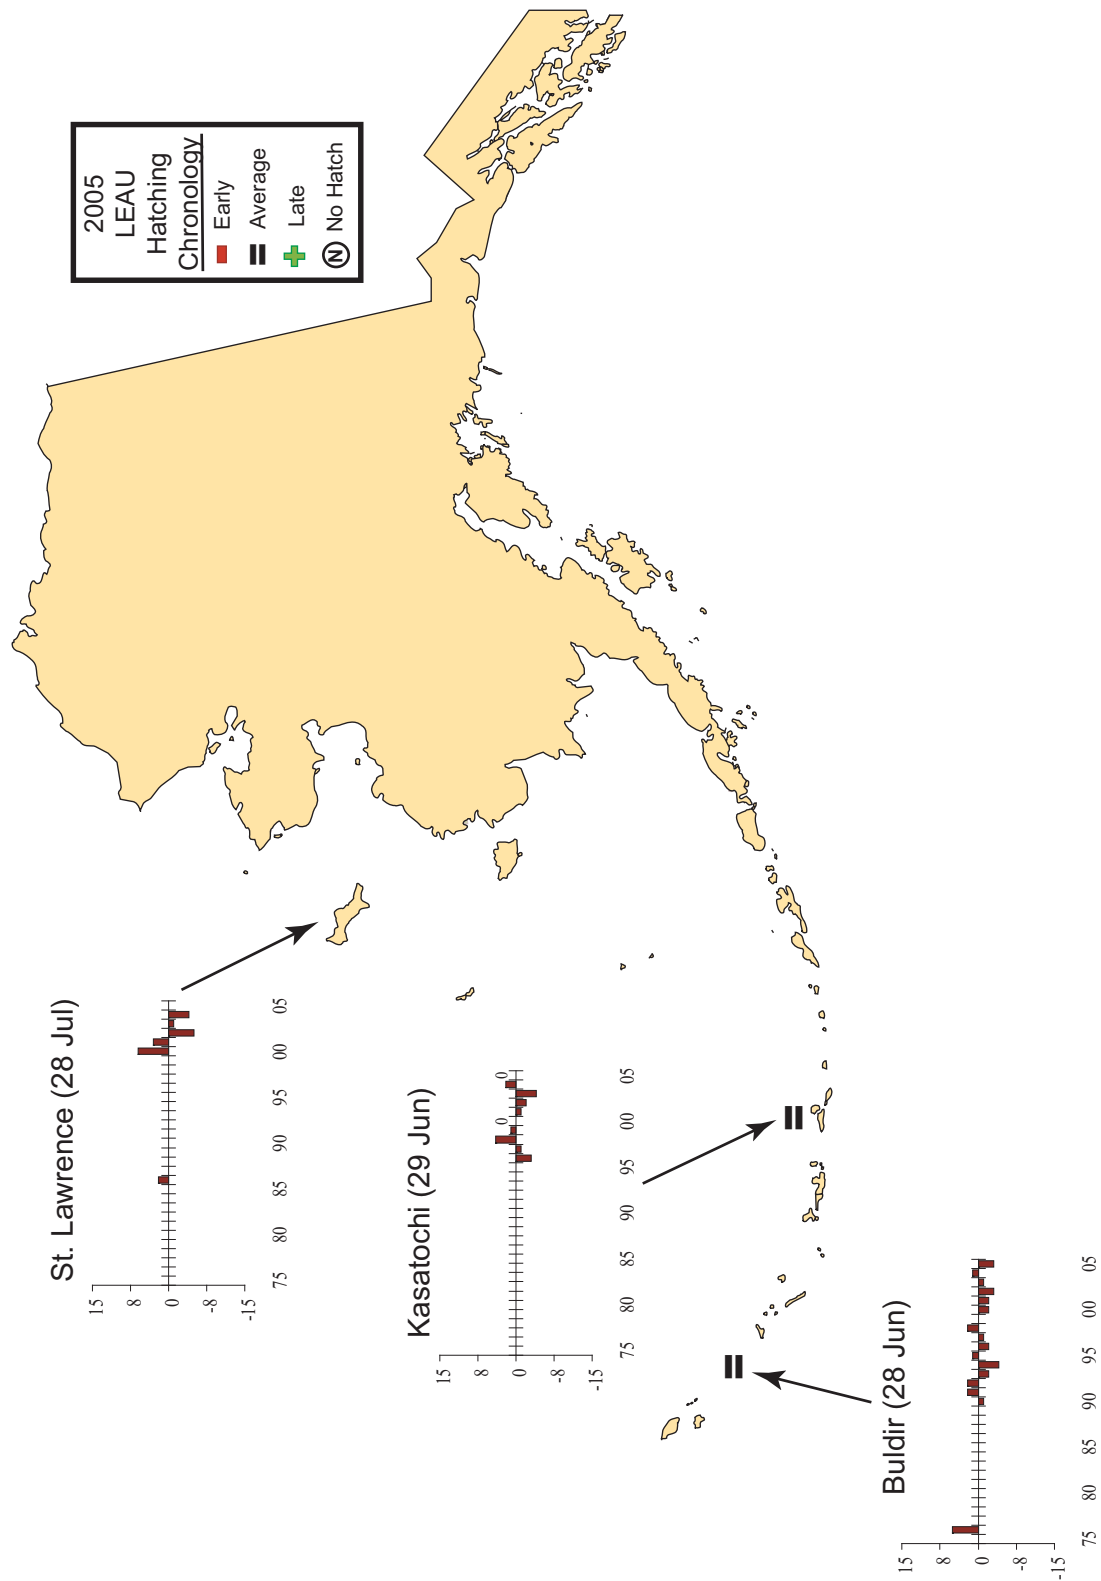 2005
LEAU
Hatching
Chronology
Early
Average
Late
N No Hatch
St. Lawrence (28 Jul)
15
8
0
-8
-15
75 80 85 90 95 00 05
Kasatochi (29 Jun)
15
8
0
-8
-15
0 0
75 80 85 90 95 00 05
Buldir (28 Jun)
15
8
0
-8
-15
75 80 85 90 95 00 05